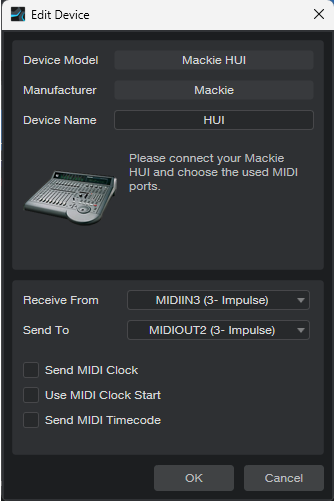 Edit Device
Device Model Mackie HUI
Manufacturer Mackie
Device Name HUI
Please connect your Mackie
HUI and choose the used MIDI
ports.
Receive From MIDIIN3 (3- Impulse)
Send To MIDIOUT2 (3- Impulse)
Send MIDI Clock
Use MIDI Clock Start
Send MIDI Timecode
OK Cancel